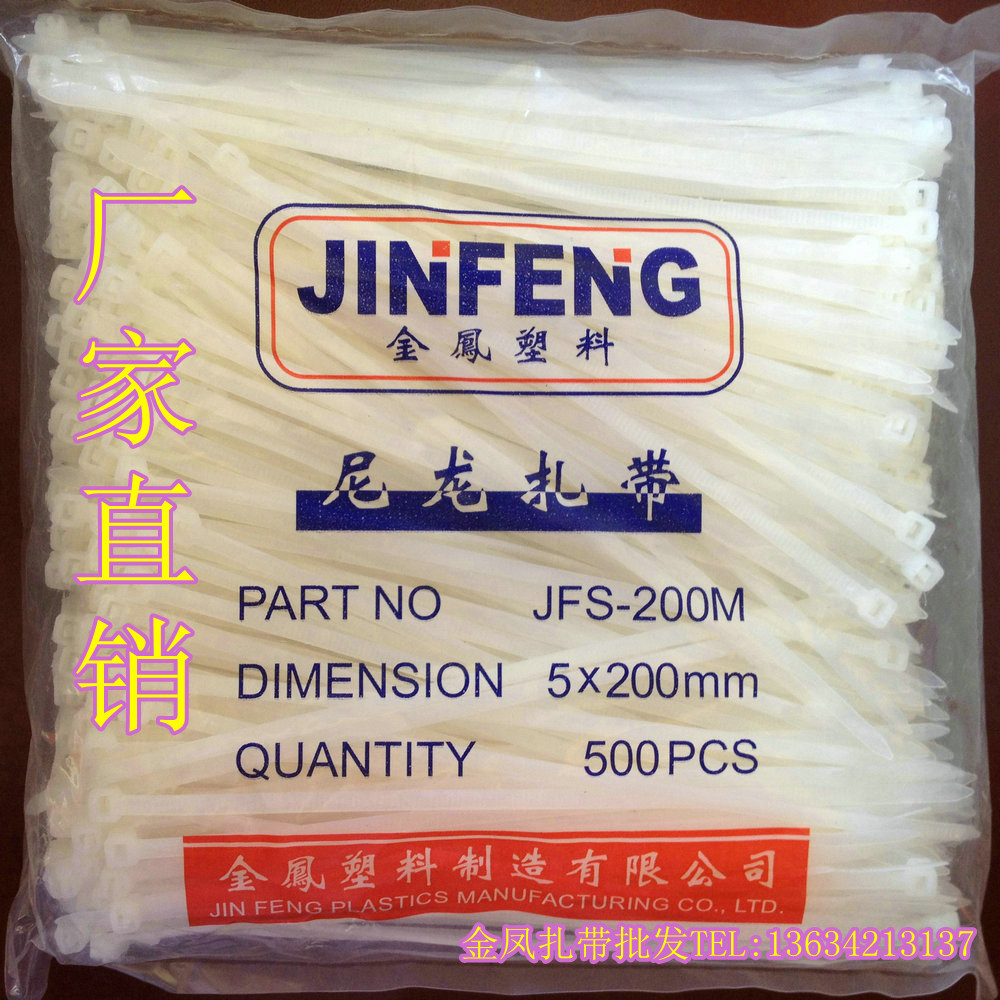 厂家直销
JINFENG
金鳳塑料
尼龙扎带
PART NO JFS-200M
DIMENSION 5×200mm
QUANTITY 500PCS
金鳳塑料制造有限公司
JIN FENG PLASTICS MANUFACTURING CO., LTD.
金凤扎带批发TEL:13634213137